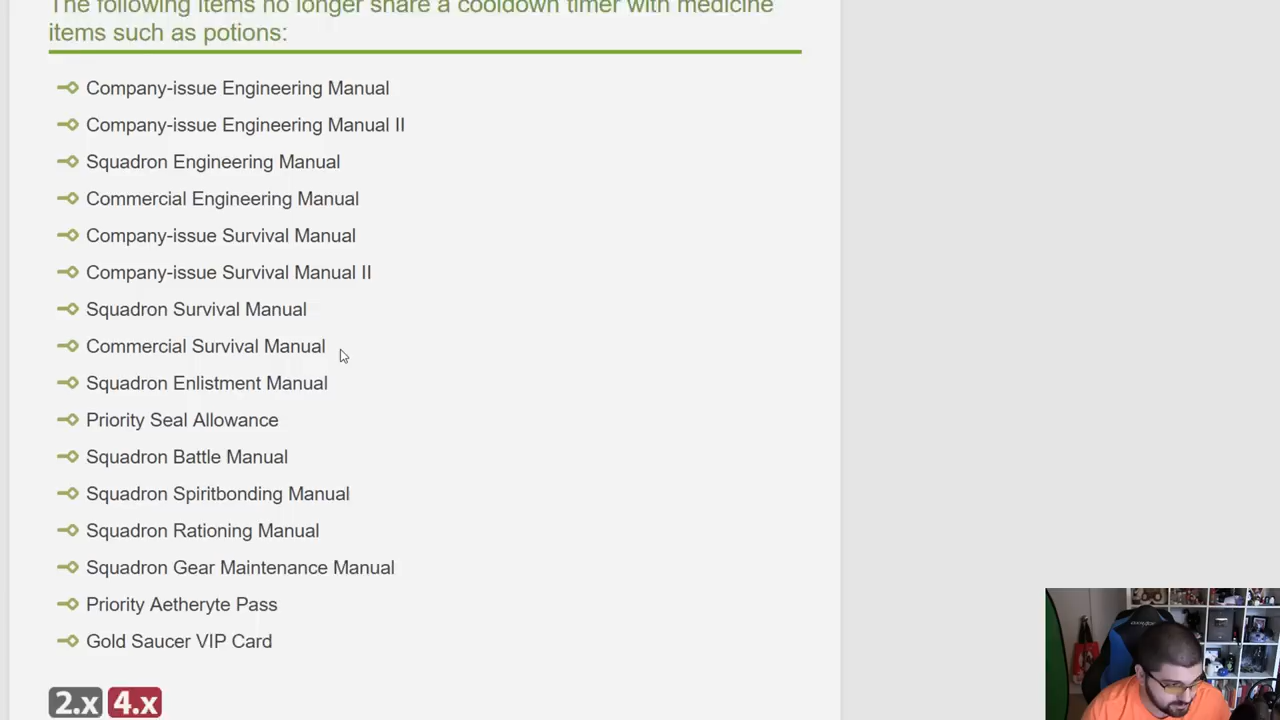 The following items no longer share a cooldown timer with medicine
items such as potions:
Company-issue Engineering Manual
Company-issue Engineering Manual II
Squadron Engineering Manual
Commercial Engineering Manual
Company-issue Survival Manual
Company-issue Survival Manual II
Squadron Survival Manual
Commercial Survival Manual
Squadron Enlistment Manual
Priority Seal Allowance
Squadron Battle Manual
Squadron Spiritbonding Manual
Squadron Rationing Manual
Squadron Gear Maintenance Manual
Priority Aetheryte Pass
Gold Saucer VIP Card
2.x 4.x